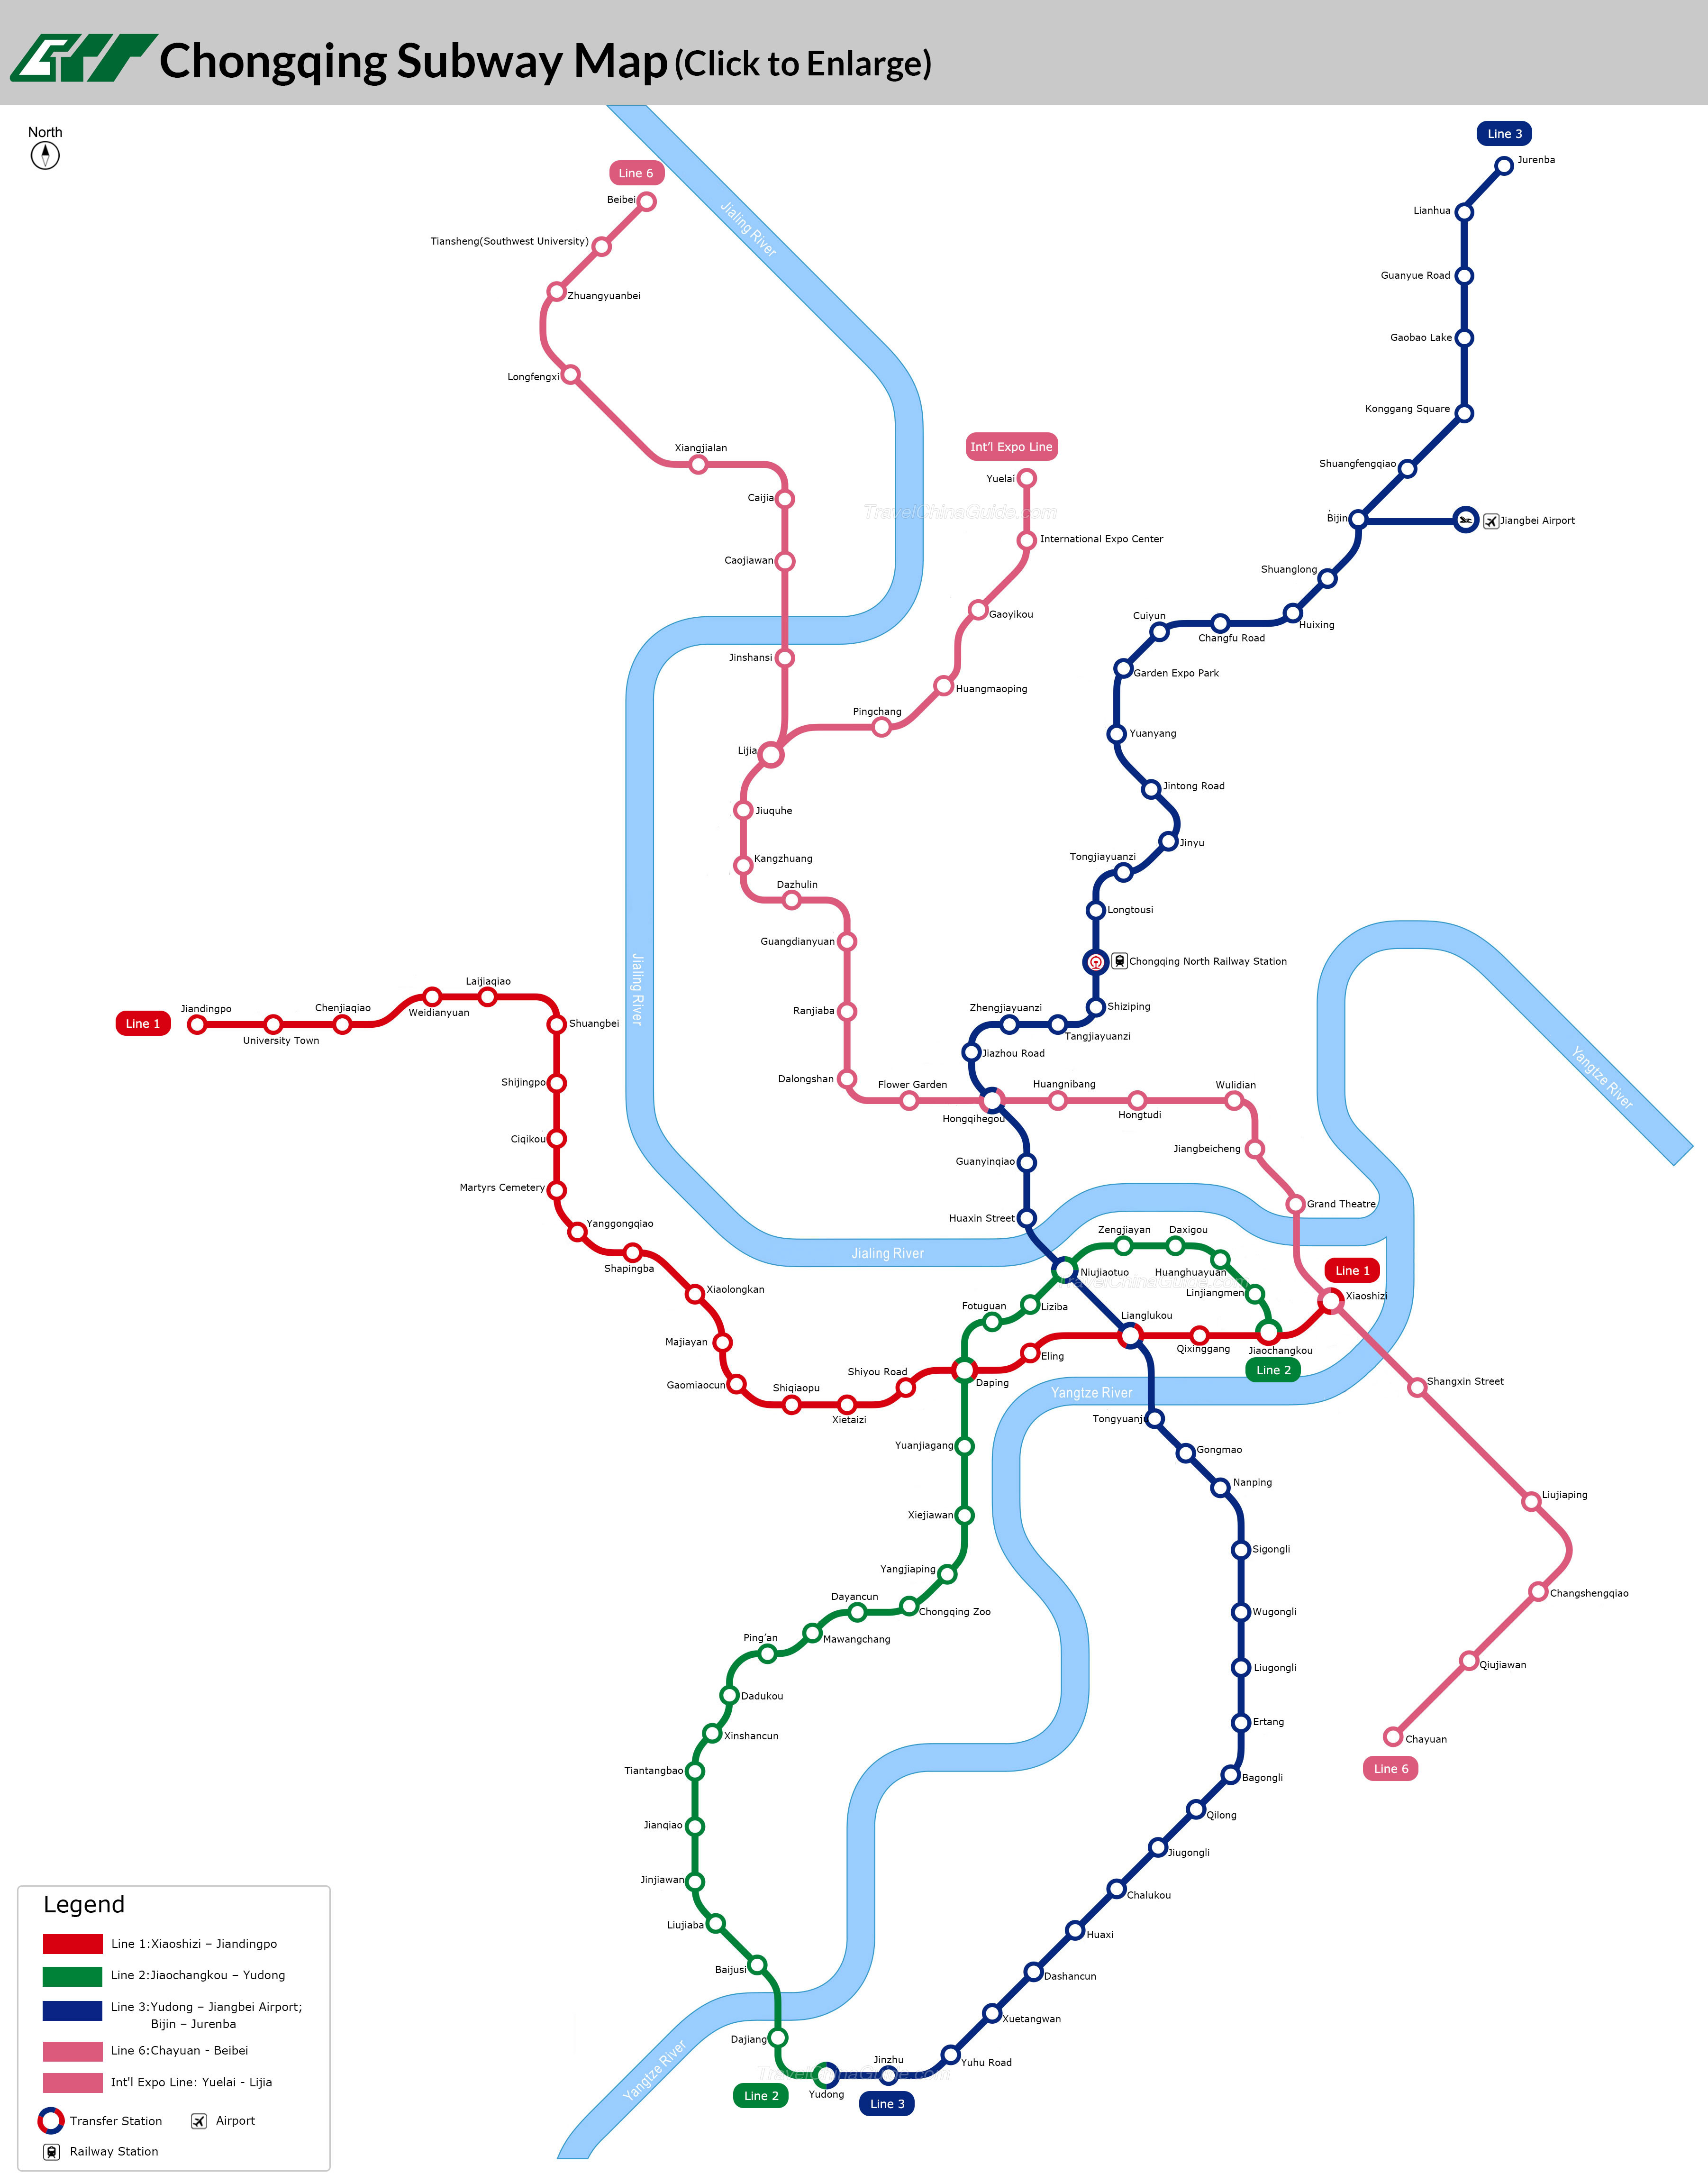 Chongqing Subway Map (Click to Enlarge)
North
Line 3
Jurenba
Line 6
Beibei
Lianhua
Jialing River
Tiansheng(Southwest University)
Guanyue Road
Zhuangyuanbei
Gaobao Lake
Longfengxi
Konggang Square
Int'l Expo Line
Xiangjialan
Shuangfengqiao
Yuelai
Caijia
TravelChinaGuide.com
Bijin
Jiangbei Airport
International Expo Center
Caojiawan
Shuanglong
Gaoyikou
Cuiyun
Huixing
Changfu Road
Jinshansi
Garden Expo Park
Huangmaoping
Pingchang
Yuanyang
Lijia
Jintong Road
Jiuquhe
Jinyu
Kangzhuang
Tongjiayuanzi
Dazhulin
Longtousi
Guangdianyuan
Chongqing North Railway Station
Laijiaqiao
Jialing River
Jiandingpo
Chenjiaqiao
Weidianyuan
Ranjiaba
Zhengjiayuanzi
Shiziping
Line 1
Shuangbei
University Town
Tangjiayuanzi
Jiazhou Road
Yangtze River
Shijingpo
Dalongshan
Flower Garden
Huangnibang
Wulidian
Hongqihegou
Hongtudi
Ciqikou
Jiangbeicheng
Guanyinqiao
Martyrs Cemetery
Grand Theatre
Yanggongqiao
Huaxin Street
Zengjiayan
Daxigou
Jialing River
Shapingba
Niujiaotuo
Huanghuayuan
Line 1
TravelChinaGuide.com
Xiaolongkan
Linjiangmen
Xiaoshizi
Fotuguan
Liziba
Lianglukou
Majiayan
Eling
Qixinggang
Jiaochangkou
Line 2
Shiyou Road
Daping
Gaomiaocun
Shiqiaopu
Yangtze River
Shangxin Street
Xietaizi
Tongyuanj
Yuanjiagang
Gongmao
Nanping
Liujiaping
Xiejiawan
Sigongli
Yangjiaping
Changshengqiao
Dayancun
Chongqing Zoo
Wugongli
Ping'an
Mawangchang
Liugongli
Qiujiawan
Dadukou
Ertang
Xinshancun
Chayuan
Tiantangbao
Line 6
Bagongli
Qilong
Jianqiao
Jiugongli
Jinjiawan
Chalukou
Liujiaba
Huaxi
Baijusi
Dashancun
Xuetangwan
Dajiang
Yangtze River
Jinzhu
Yuhu Road
TravelChinaGuide.com
Line 2
Yudong
Line 3
Legend
Line 1:Xiaoshizi – Jiandingpo
Line 2:Jiaochangkou – Yudong
Line 3:Yudong – Jiangbei Airport;
Bijin – Jurenba
Line 6:Chayuan - Beibei
Int'l Expo Line: Yuelai - Lijia
Transfer Station
Airport
Railway Station